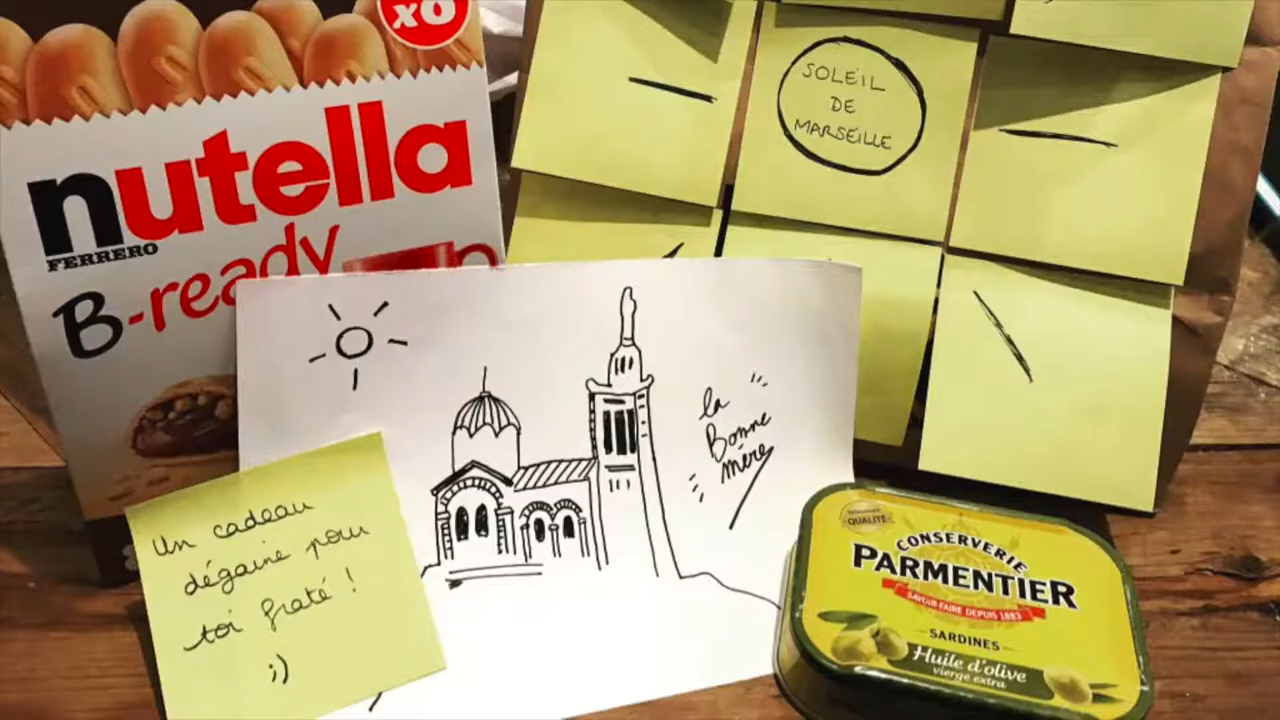 x0
nutella
FERRERO
B-ready
SOLEIL
DE
MARSEILLE
la
Bonne
mère
Un cadeau
dégaine pour
toi fraté !
;)
QUALITÉ
CONSERVERIE
PARMENTIER
SAVOIR-FAIRE DEPUIS 1883
SARDINES
Huile d'olive
vierge extra